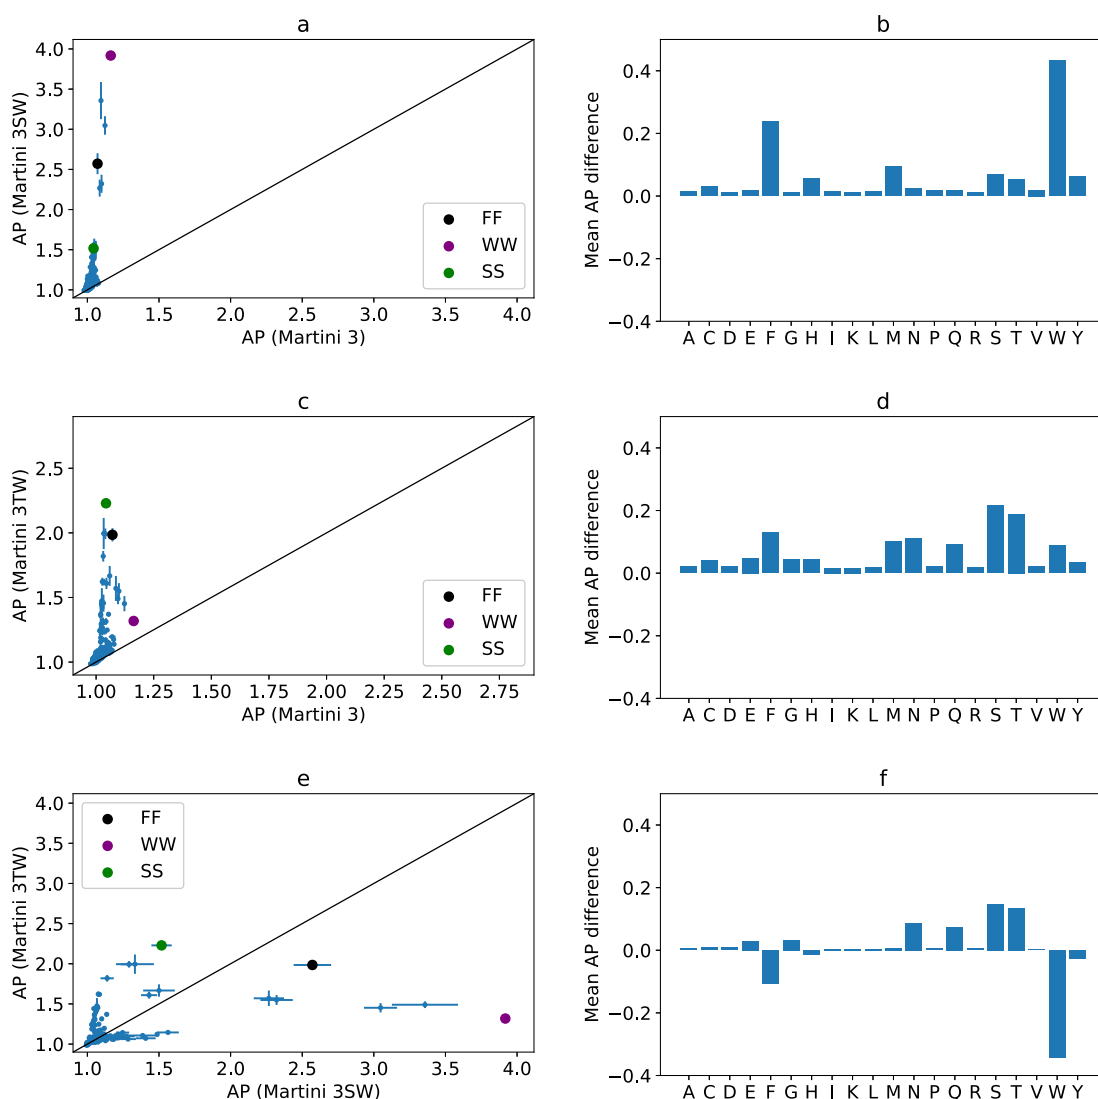 a
AP (Martini 3SW)
4.0
3.5
3.0
2.5
2.0
1.5
1.0
FF
WW
SS
1.0 1.5 2.0 2.5 3.0 3.5 4.0
AP (Martini 3)
b
Mean AP difference
0.4
0.2
0.0
−0.2
−0.4
A C D E F G H I K L M N P Q R S T V W Y
c
AP (Martini 3TW)
2.5
2.0
1.5
1.0
FF
WW
SS
1.00 1.25 1.50 1.75 2.00 2.25 2.50 2.75
AP (Martini 3)
d
Mean AP difference
0.4
0.2
0.0
−0.2
−0.4
A C D E F G H I K L M N P Q R S T V W Y
e
AP (Martini 3TW)
4.0
3.5
3.0
2.5
2.0
1.5
1.0
FF
WW
SS
1.0 1.5 2.0 2.5 3.0 3.5 4.0
AP (Martini 3SW)
f
Mean AP difference
0.4
0.2
0.0
−0.2
−0.4
A C D E F G H I K L M N P Q R S T V W Y